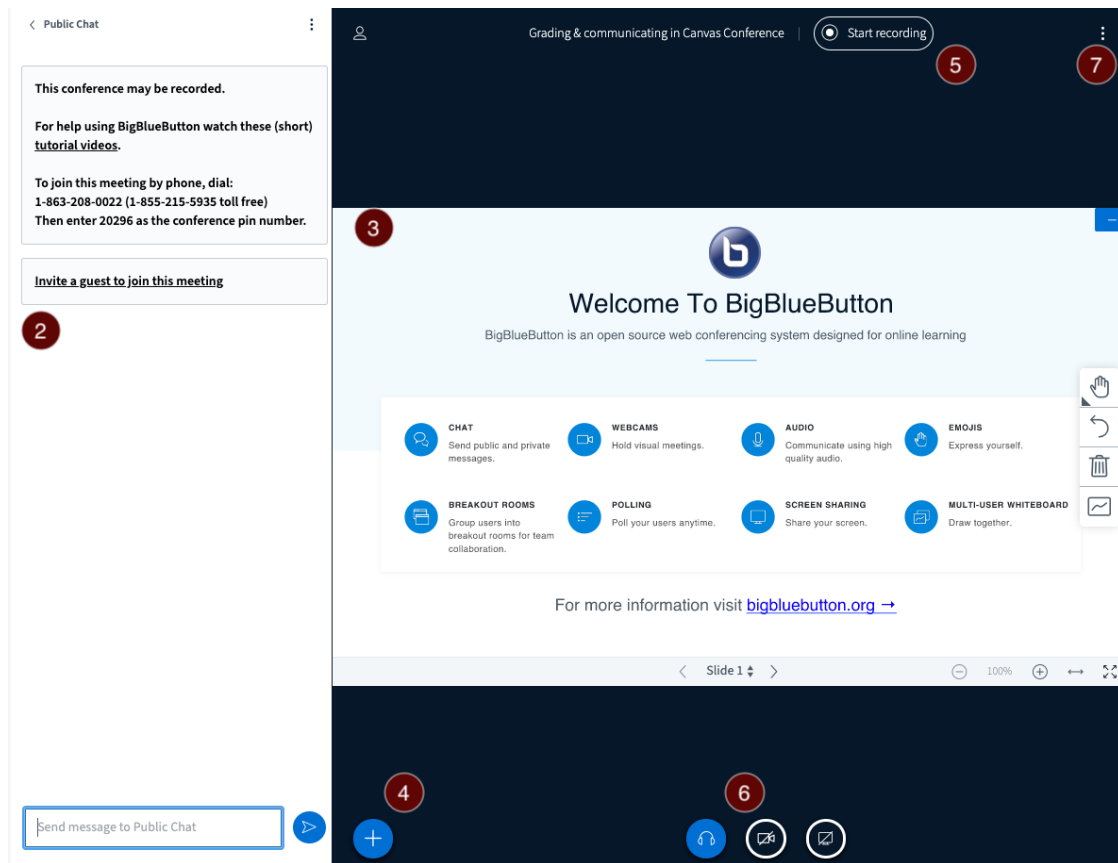 Public Chat
This conference may be recorded.
For help using BigBlueButton watch these (short)
tutorial videos.
To join this meeting by phone, dial:
1-863-208-0022 (1-855-215-5935 toll free)
Then enter 20296 as the conference pin number.
Invite a guest to join this meeting
2
Send message to Public Chat
Grading & communicating in Canvas Conference | Start recording
5
7
3
b
Welcome To BigBlueButton
BigBlueButton is an open source web conferencing system designed for online learning
CHAT
Send public and private
messages.
WEBCAMS
Hold visual meetings.
AUDIO
Communicate using high
quality audio.
EMOJIS
Express yourself.
BREAKOUT ROOMS
Group users into
breakout rooms for team
collaboration.
POLLING
Poll your users anytime.
SCREEN SHARING
Share your screen.
MULTI-USER WHITEBOARD
Draw together.
For more information visit bigbluebutton.org →
Slide 1
100%
4
6